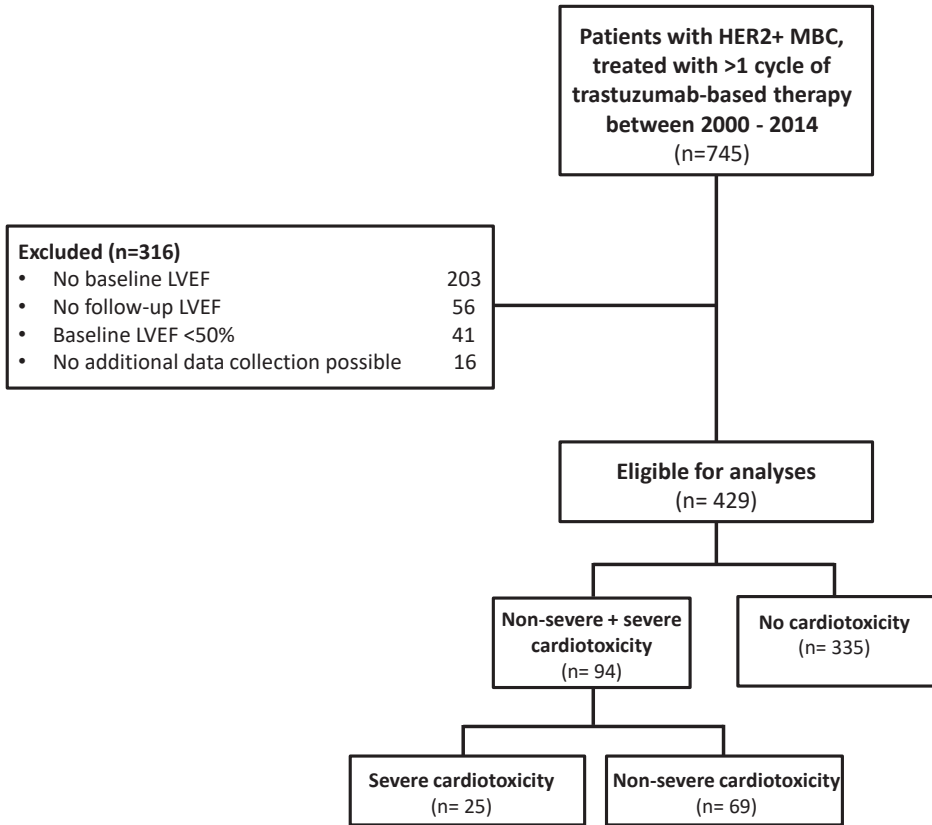 Patients with HER2+ MBC,
treated with >1 cycle of
trastuzumab-based therapy
between 2000 - 2014
(n=745)
Excluded (n=316)
• No baseline LVEF 203
• No follow-up LVEF 56
• Baseline LVEF <50% 41
• No additional data collection possible 16
Eligible for analyses
(n= 429)
Non-severe + severe
cardiotoxicity
(n= 94)
No cardiotoxicity
(n= 335)
Severe cardiotoxicity
(n= 25)
Non-severe cardiotoxicity
(n= 69)